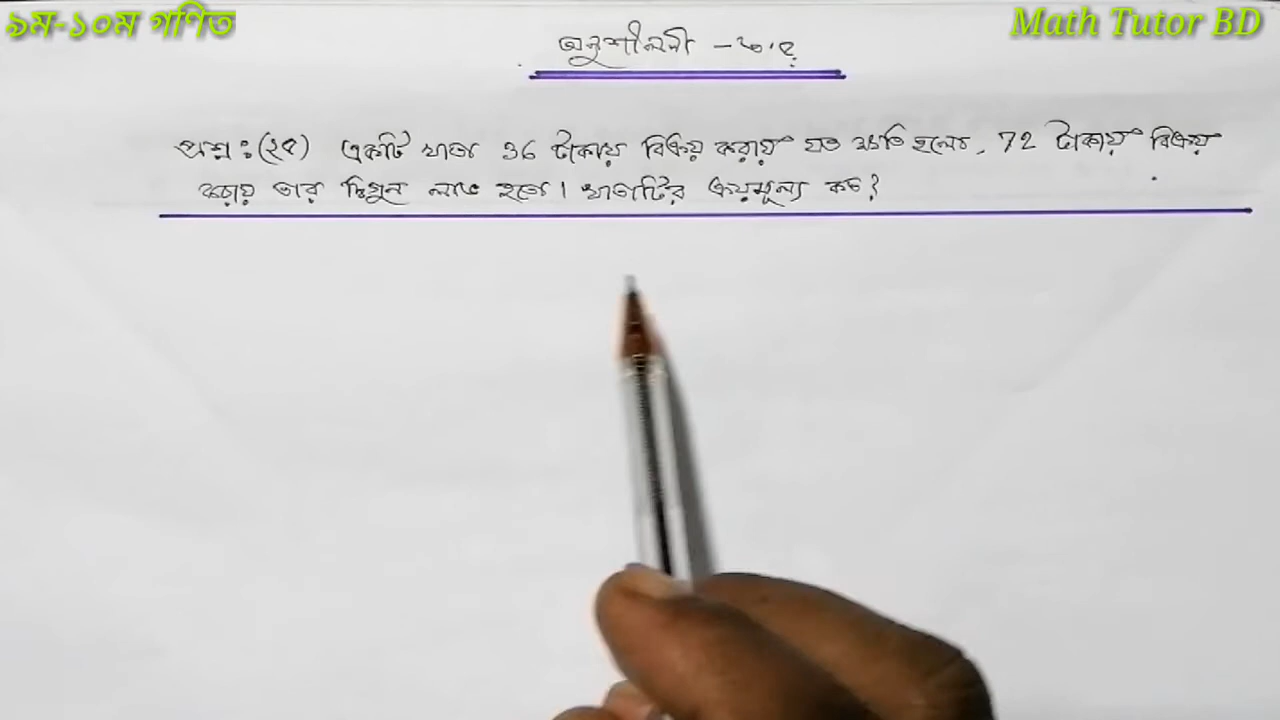 ৯ম-১০ম গণিত
Math Tutor BD
অনুশীলনী -৩.৫
প্রশ্ন : (২৫) একটি খাতা 36 টাকায় বিক্রয় করায় যত ক্ষতি হলো, 72 টাকায় বিক্রয়
করায় তার দ্বিগুন লাভ হতো। খাতাটির ক্রয়মূল্য কত?